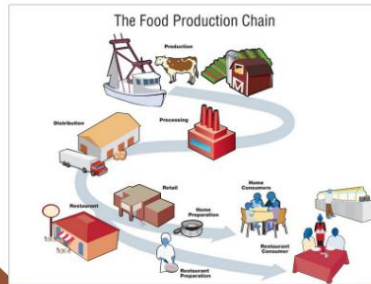 The Food Production Chain
Production
Distribution
Processing
Restaurant
Retail
Home
Preparation
Home
Consumers
Restaurant
Preparation
Restaurant
Consumer